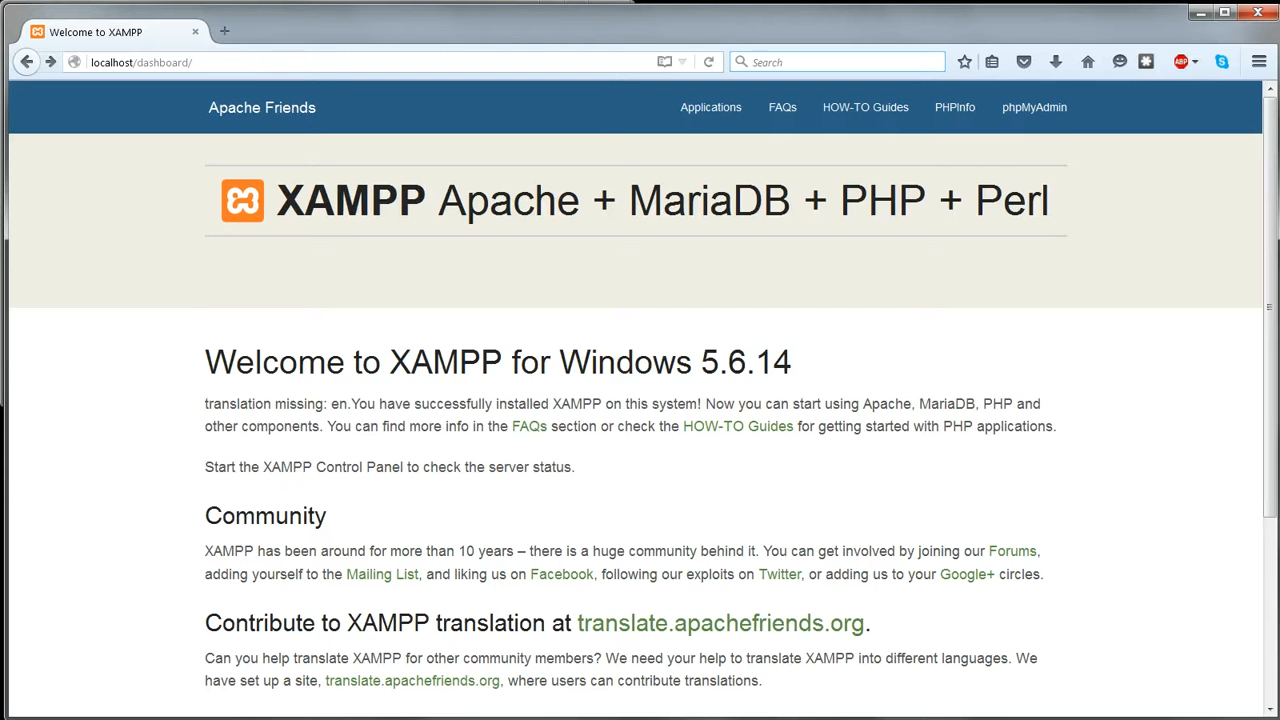 Welcome to XAMPP
localhost/dashboard/
Search
ABP
Apache Friends
Applications
FAQs
HOW-TO Guides
PHPInfo
phpMyAdmin
XAMPP Apache + MariaDB + PHP + Perl
Welcome to XAMPP for Windows 5.6.14
translation missing: en.You have successfully installed XAMPP on this system! Now you can start using Apache, MariaDB, PHP and
other components. You can find more info in the FAQs section or check the HOW-TO Guides for getting started with PHP applications.
Start the XAMPP Control Panel to check the server status.
Community
XAMPP has been around for more than 10 years – there is a huge community behind it. You can get involved by joining our Forums,
adding yourself to the Mailing List, and liking us on Facebook, following our exploits on Twitter, or adding us to your Google+ circles.
Contribute to XAMPP translation at translate.apachefriends.org.
Can you help translate XAMPP for other community members? We need your help to translate XAMPP into different languages. We
have set up a site, translate.apachefriends.org, where users can contribute translations.